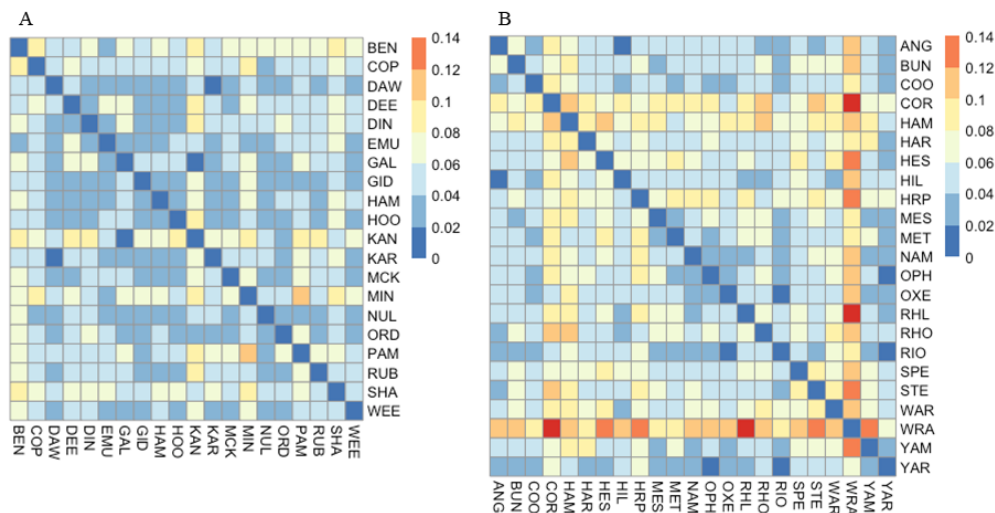 A
BEN
COP
DAW
DEE
DIN
EMU
GAL
GID
HAM
HOO
KAN
KAR
MCK
MIN
NUL
ORD
PAM
RUB
SHA
WEE
0.14
0.12
0.1
0.08
0.06
0.04
0.02
0
BEN COP DAW DEE DIN EMU GAL GID HAM HOO KAN KAR MCK MIN NUL ORD PAM RUB SHA WEE
B
ANG
BUN
COO
COR
HAM
HAR
HES
HIL
HRP
MES
MET
NAM
OPH
OXE
RHL
RHO
RIO
SPE
STE
WAR
WRA
YAM
YAR
0.14
0.12
0.1
0.08
0.06
0.04
0.02
0
ANG BUN COO COR HAM HAR HES HIL HRP MES MET NAM OPH OXE RHL RHO RIO SPE STE WAR WRA YAM YAR